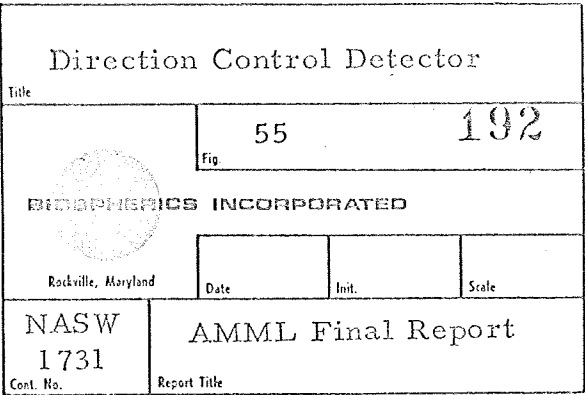 Direction Control Detector
Title
55
192
Fig.
BIOSPHERICS INCORPORATED
Rockville, Maryland
Date
Init.
Scale
NASW
1731
Cont. No.
AMML Final Report
Report Title